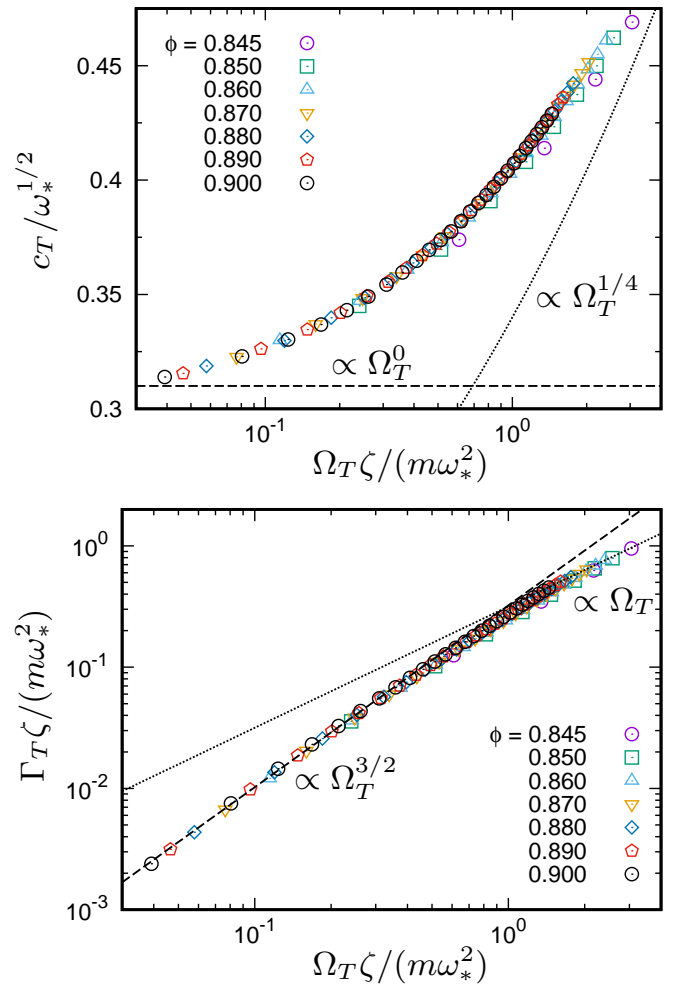 0.45
0.4
0.35
0.3
c_T/ω_*^{1/2}
ϕ = 0.845
0.850
0.860
0.870
0.880
0.890
0.900
∝ Ω_T^{1/4}
∝ Ω_T^0
10^{-1} 10^0
Ω_Tζ/(mω_*^2)
10^0
10^{-1}
10^{-2}
10^{-3}
Γ_Tζ/(mω_*^2)
∝ Ω_T
∝ Ω_T^{3/2}
ϕ = 0.845
0.850
0.860
0.870
0.880
0.890
0.900
10^{-1} 10^0
Ω_Tζ/(mω_*^2)